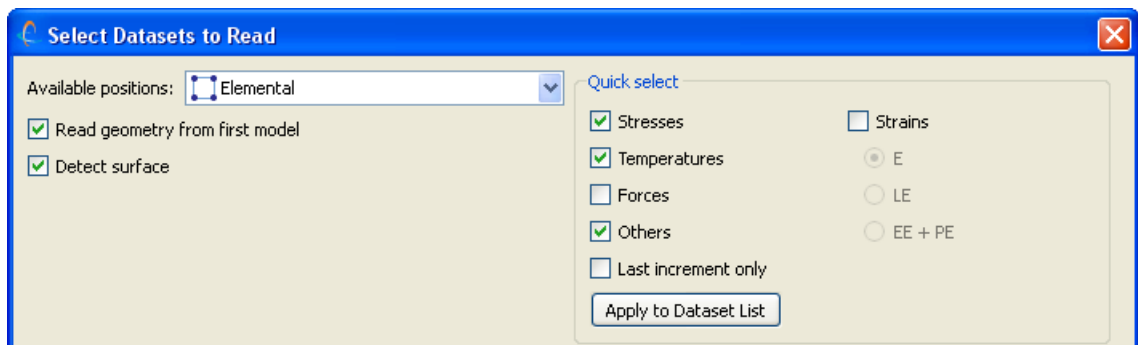 Select Datasets to Read
Available positions: Elemental
Read geometry from first model
Detect surface
Quick select
Stresses
Strains
Temperatures
E
Forces
LE
Others
EE + PE
Last increment only
Apply to Dataset List